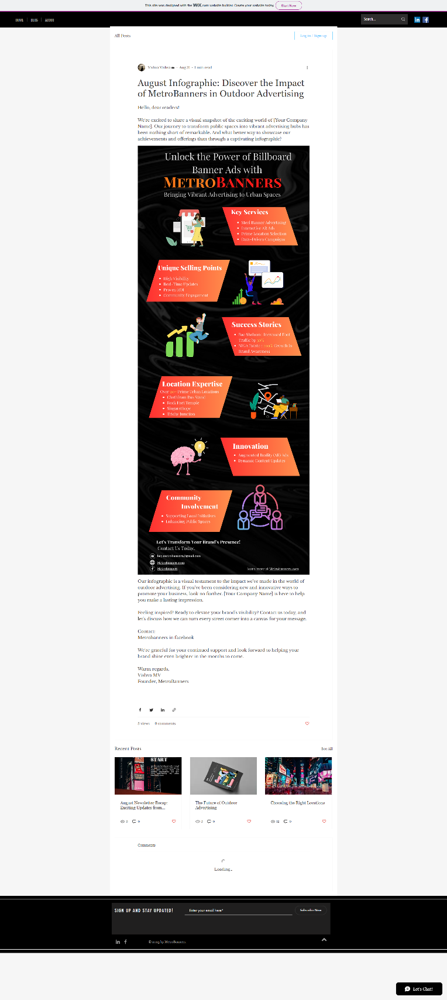 This site was designed with the WiX.com website builder. Create your website today. Start Now
HOME BLOG ABOUT
Search...
All Posts
Log in / Sign up
Vishva Vishva · Aug 31 · 1 min read
August Infographic: Discover the Impact
of MetroBanners in Outdoor Advertising
Hello, dear readers!
We're excited to share a visual snapshot of the exciting world of [Your Company
Name]. Our journey to transform public spaces into vibrant advertising hubs has
been nothing short of remarkable. And what better way to showcase our
achievements and offerings than through a captivating infographic?
Unlock the Power of Billboard
Banner Ads with
METROBANNERS
Bringing Vibrant Advertising to Urban Spaces
Key Services
• Steel Banner Advertising
• Interactive AR Ads
• Prime Location Selection
• Data-Driven Campaigns
Unique Selling Points
• High Visibility
• Real-Time Updates
• Proven ROI
• Community Engagement
Success Stories
Increased Foot
Traffic by
Growth in
Brand Awareness
Location Expertise
Over 20+ Prime Urban Locations
• Chathiram Bus Stand
• Rock Fort Temple
• Singarathope
• Trichy Junction
Innovation
• Augmented Reality (AR) Ads
• Dynamic Content Updates
Community
Involvement
• Supporting Local Initiatives
• Enhancing Public Spaces
Let's Transform Your Brand's Presence!
Contact Us Today.
hey.metrobanners@gmail.com
MetroBanners.com
MetroBanners
learn more at Metrobanners.com
Our infographic is a visual testament to the impact we've made in the world of
outdoor advertising. If you've been considering new and innovative ways to
promote your business, look no further. [Your Company Name] is here to help
you make a lasting impression.
Feeling inspired? Ready to elevate your brand's visibility? Contact us today, and
let's discuss how we can turn every street corner into a canvas for your message.
Contact:
Metrobanners in facebook
We're grateful for your continued support and look forward to helping your
brand shine even brighter in the months to come.
Warm regards,
Vishva MV
Founder, MetroBanners
3 views 0 comments
Recent Posts
See All
START
August Newsletter Recap:
Exciting Updates from...
0
The Future of Outdoor
Advertising
0
Choosing the Right Locations
12 0
Comments
Loading...
SIGN UP AND STAY UPDATED!
Enter your email here*
Subscribe Now
© 2023 by MetroBanners.
Let's Chat!